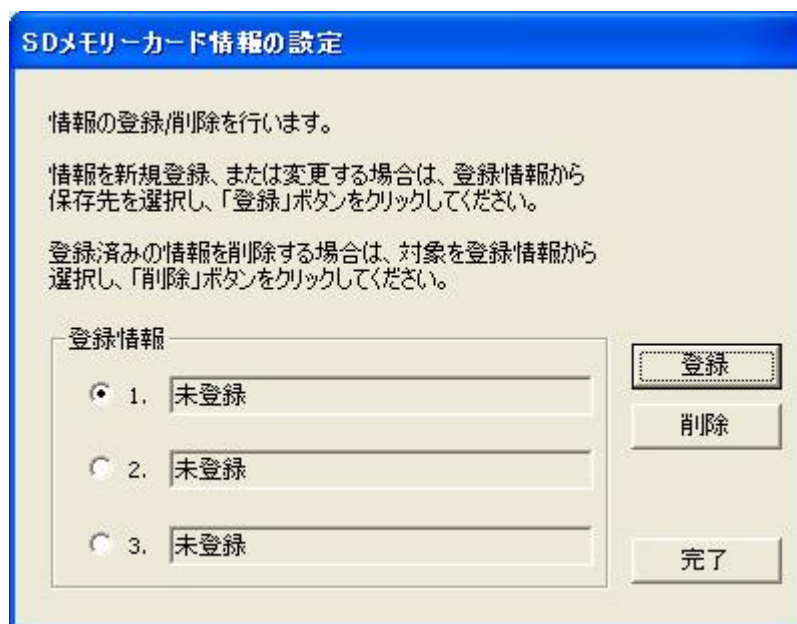 SDメモリーカード情報の設定
情報の登録/削除を行います。
情報を新規登録、または変更する場合は、登録情報から
保存先を選択し、「登録」ボタンをクリックしてください。
登録済みの情報を削除する場合は、対象を登録情報から
選択し、「削除」ボタンをクリックしてください。
登録情報
1. 未登録
2. 未登録
3. 未登録
登録
削除
完了